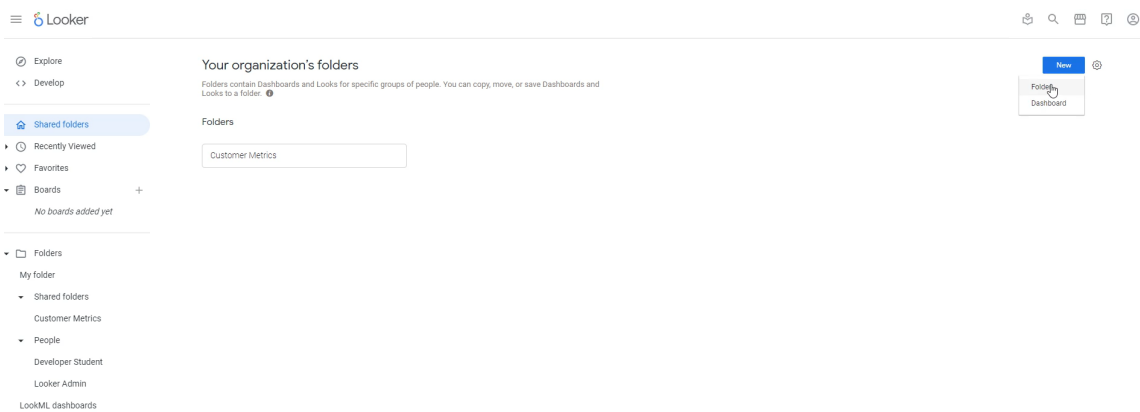 Looker
Explore
Develop
Shared folders
Recently Viewed
Favorites
Boards
No boards added yet
Folders
My folder
Shared folders
Customer Metrics
People
Developer Student
Looker Admin
LookML dashboards
Your organization's folders
Folders contain Dashboards and Looks for specific groups of people. You can copy, move, or save Dashboards and
Looks to a folder.
Folders
Customer Metrics
New
Folder
Dashboard